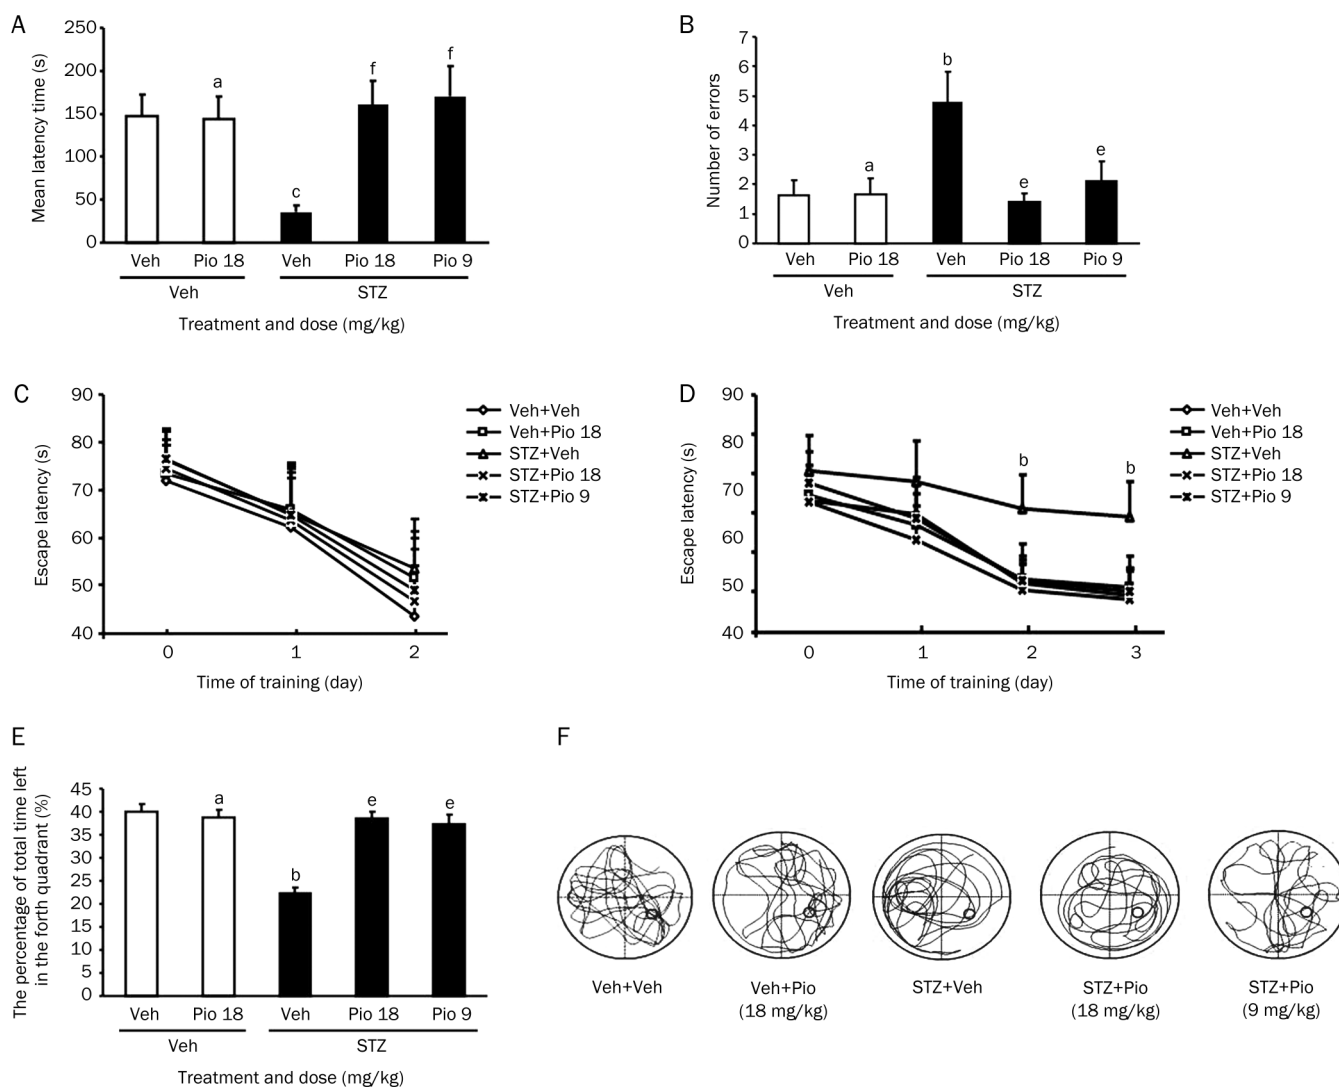 A
250
200
150
100
50
0
Mean latency time (s)
a
c
f
f
Veh
Pio 18
Veh
Pio 18
Pio 9
Veh
STZ
Treatment and dose (mg/kg)
B
7
6
5
4
3
2
1
0
Number of errors
a
b
e
e
Veh
Pio 18
Veh
Pio 18
Pio 9
Veh
STZ
Treatment and dose (mg/kg)
C
90
80
70
60
50
40
Escape latency (s)
0
1
2
Time of training (day)
Veh+Veh
Veh+Pio 18
STZ+Veh
STZ+Pio 18
STZ+Pio 9
D
90
80
70
60
50
40
Escape latency (s)
b
b
0
1
2
3
Time of training (day)
Veh+Veh
Veh+Pio 18
STZ+Veh
STZ+Pio 18
STZ+Pio 9
E
45
40
35
30
25
20
15
10
5
0
The percentage of total time left
in the forth quadrant (%)
a
b
e
e
Veh
Pio 18
Veh
Pio 18
Pio 9
Veh
STZ
Treatment and dose (mg/kg)
F
Veh+Veh
Veh+Pio
(18 mg/kg)
STZ+Veh
STZ+Pio
(18 mg/kg)
STZ+Pio
(9 mg/kg)